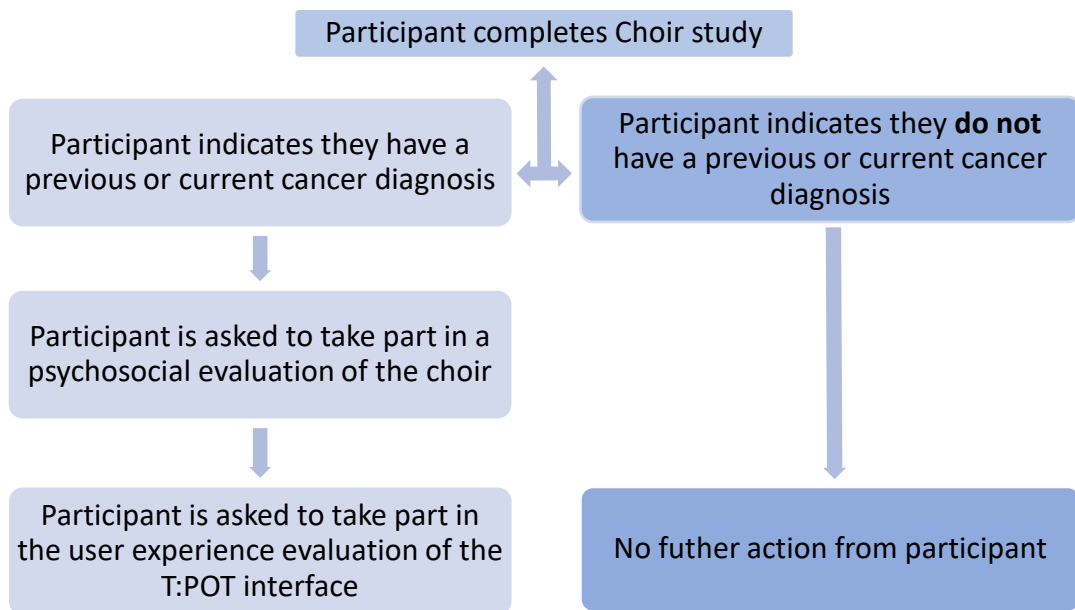 Participant completes Choir study
Participant indicates they have a
previous or current cancer diagnosis
Participant indicates they do not
have a previous or current cancer
diagnosis
Participant is asked to take part in a
psychosocial evaluation of the choir
Participant is asked to take part in
the user experience evaluation of the
T:POT interface
No futher action from participant